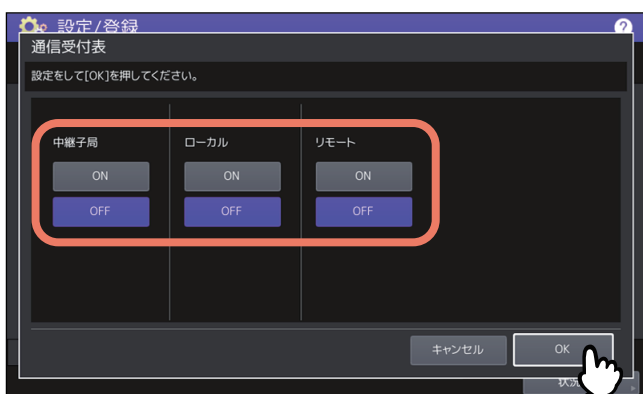 設定/登録
?
通信受付表
設定をして[OK]を押してください。
中継子局 ローカル リモート
ON ON ON
OFF OFF OFF
キャンセル OK
状況